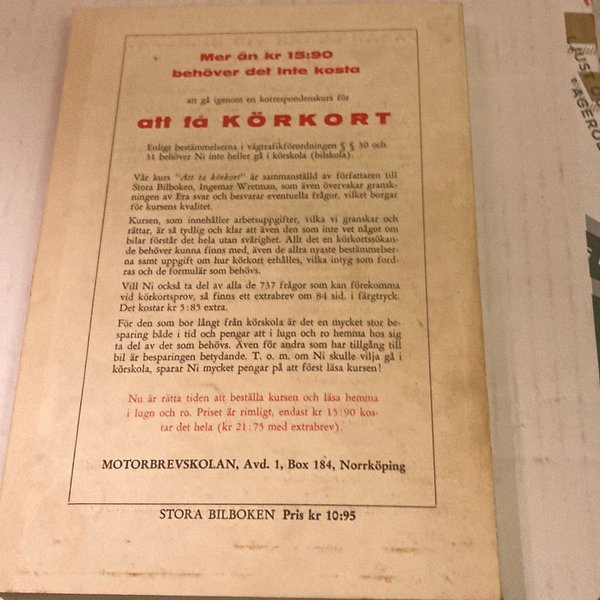 Mer än kr 15:90
behöver det inte kosta
att gå igenom en korrespondenskurs för
att få KÖRKORT
Enligt bestämmelserna i vägtrafikförordningen § § 30 och
31 behöver Ni inte heller gå i körskola (bilskola).
Vår kurs "Att ta körkort" är sammanställd av författaren till
Stora Bilboken, Ingemar Wretman, som även övervakar gransk-
ningen av Era svar och besvarar eventuella frågor, vilket borgar
för kursens kvalitet.
Kursen, som innehåller arbetsuppgifter, vilka vi granskar och
rättar, är så tydlig och klar att även den som inte vet något om
bilar förstår det hela utan svårighet. Allt det en körkortssökan-
de behöver kunna finns med, även de allra nyaste bestämmelser-
na samt uppgift om hur körkort erhålles, vilka intyg som ford-
ras och de formulär som behövs.
Vill Ni också ta del av alla de 737 frågor som kan förekomma
vid körkortsprov, så finns ett extrabrev om 84 sid. i färgtryck.
Det kostar kr 5:85 extra.
För den som bor långt från körskola är det en mycket stor be-
sparing både i tid och pengar att i lugn och ro hemma hos sig
ta del av det som behövs. Även för andra som har tillgång till
bil är besparingen betydande. T. o. m. om Ni skulle vilja gå i
körskola, sparar Ni mycket pengar på att först läsa kursen!
Nu är rätta tiden att beställa kursen och läsa hemma
i lugn och ro. Priset är rimligt, endast kr 15:90 kos-
tar det hela (kr 21:75 med extrabrev).
MOTORBREVSKOLAN, Avd. 1, Box 184, Norrköping
STORA BILBOKEN Pris kr 10:95